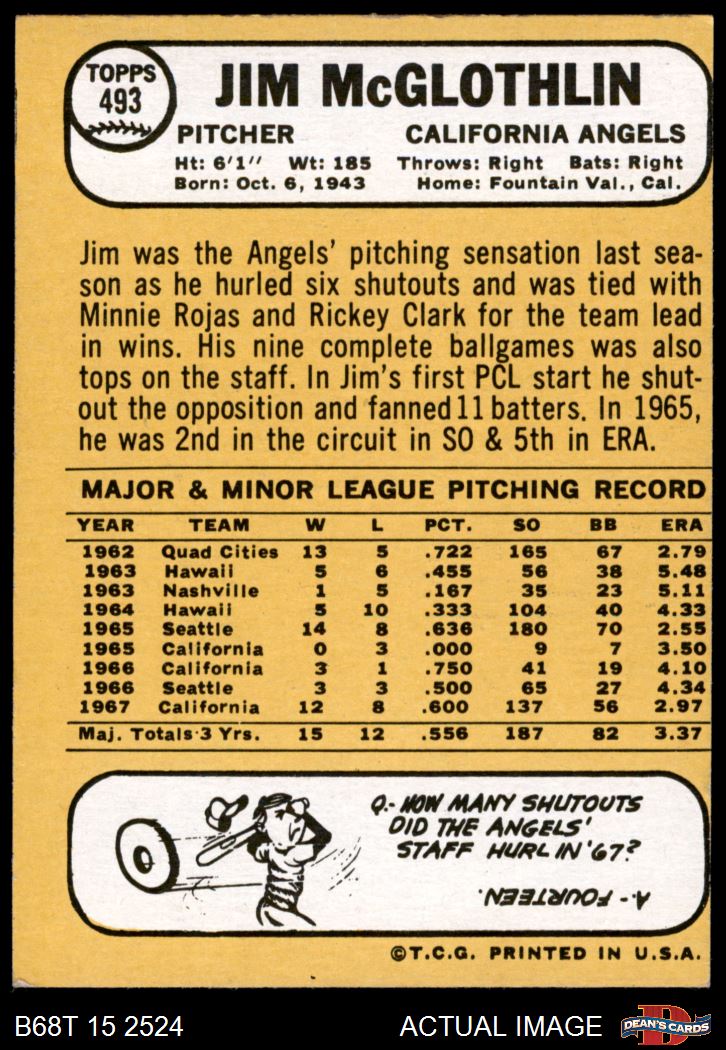 TOPPS
493
JIM McGLOTHLIN
PITCHER CALIFORNIA ANGELS
Ht: 6'1'' Wt: 185 Throws: Right Bats: Right
Born: Oct. 6, 1943 Home: Fountain Val., Cal.
Jim was the Angels' pitching sensation last sea-
son as he hurled six shutouts and was tied with
Minnie Rojas and Rickey Clark for the team lead
in wins. His nine complete ballgames was also
tops on the staff. In Jim's first PCL start he shut-
out the opposition and fanned 11 batters. In 1965,
he was 2nd in the circuit in SO & 5th in ERA.
MAJOR & MINOR LEAGUE PITCHING RECORD
YEAR TEAM W L PCT. SO BB ERA
1962 Quad Cities 13 5 .722 165 67 2.79
1963 Hawaii 5 6 .455 56 38 5.48
1963 Nashville 1 5 .167 35 23 5.11
1964 Hawaii 5 10 .333 104 40 4.33
1965 Seattle 14 8 .636 180 70 2.55
1965 California 0 3 .000 9 7 3.50
1966 California 3 1 .750 41 19 4.10
1966 Seattle 3 3 .500 65 27 4.34
1967 California 12 8 .600 137 56 2.97
Maj. Totals 3 Yrs. 15 12 .556 187 82 3.37
Q.- HOW MANY SHUTOUTS
DID THE ANGELS'
STAFF HURL IN '67?
A.- FOURTEEN.
©T.C.G. PRINTED IN U.S.A.
B68T 15 2524 ACTUAL IMAGE
D
DEAN'S CARDS